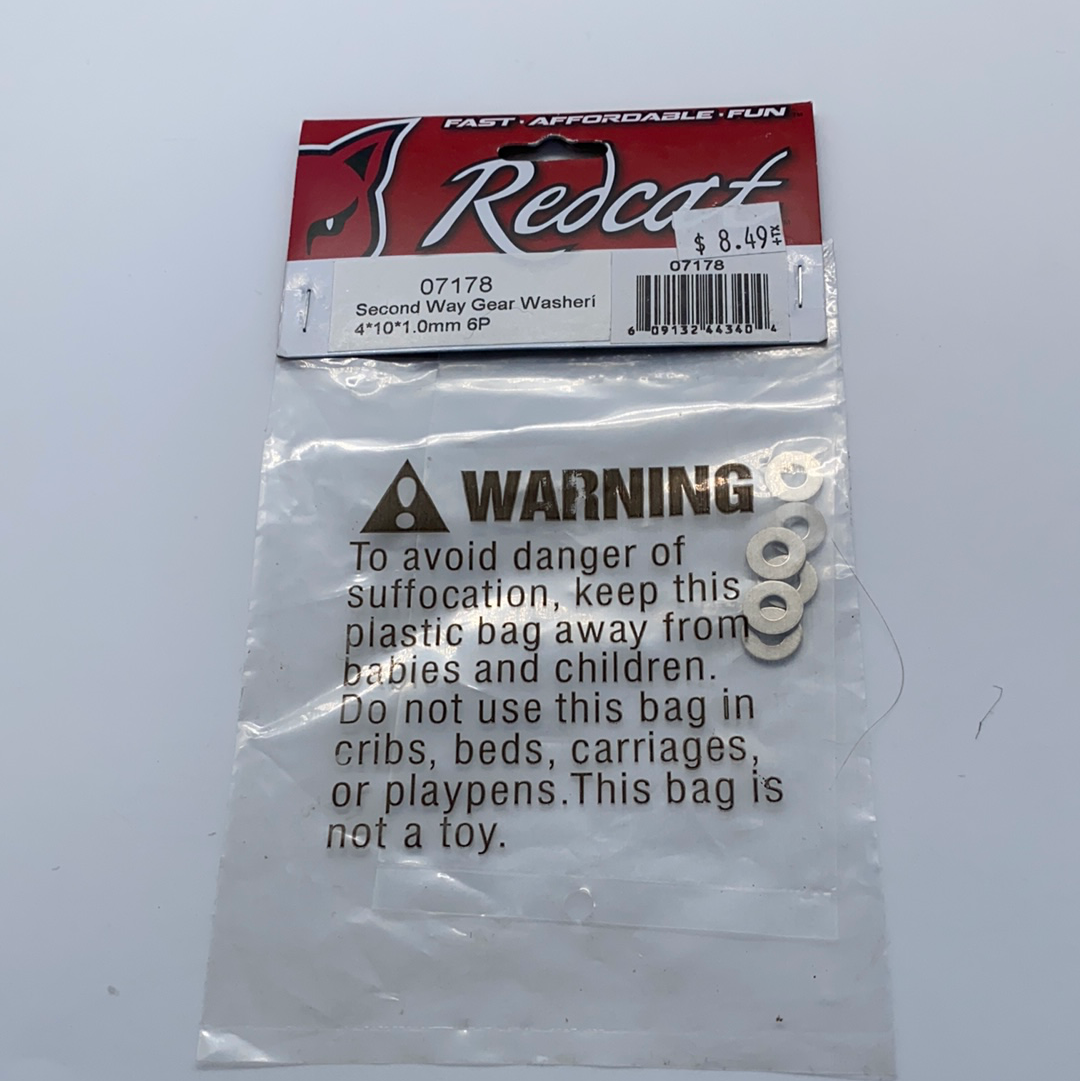 FAST · AFFORDABLE · FUN
Redcat
$ 8.49
07178
Second Way Gear Washerí
4*10*1.0mm 6P
07178
6 09132 44340 4
WARNING
To avoid danger of
suffocation, keep this
plastic bag away from
babies and children.
Do not use this bag in
cribs, beds, carriages,
or playpens.This bag is
not a toy.